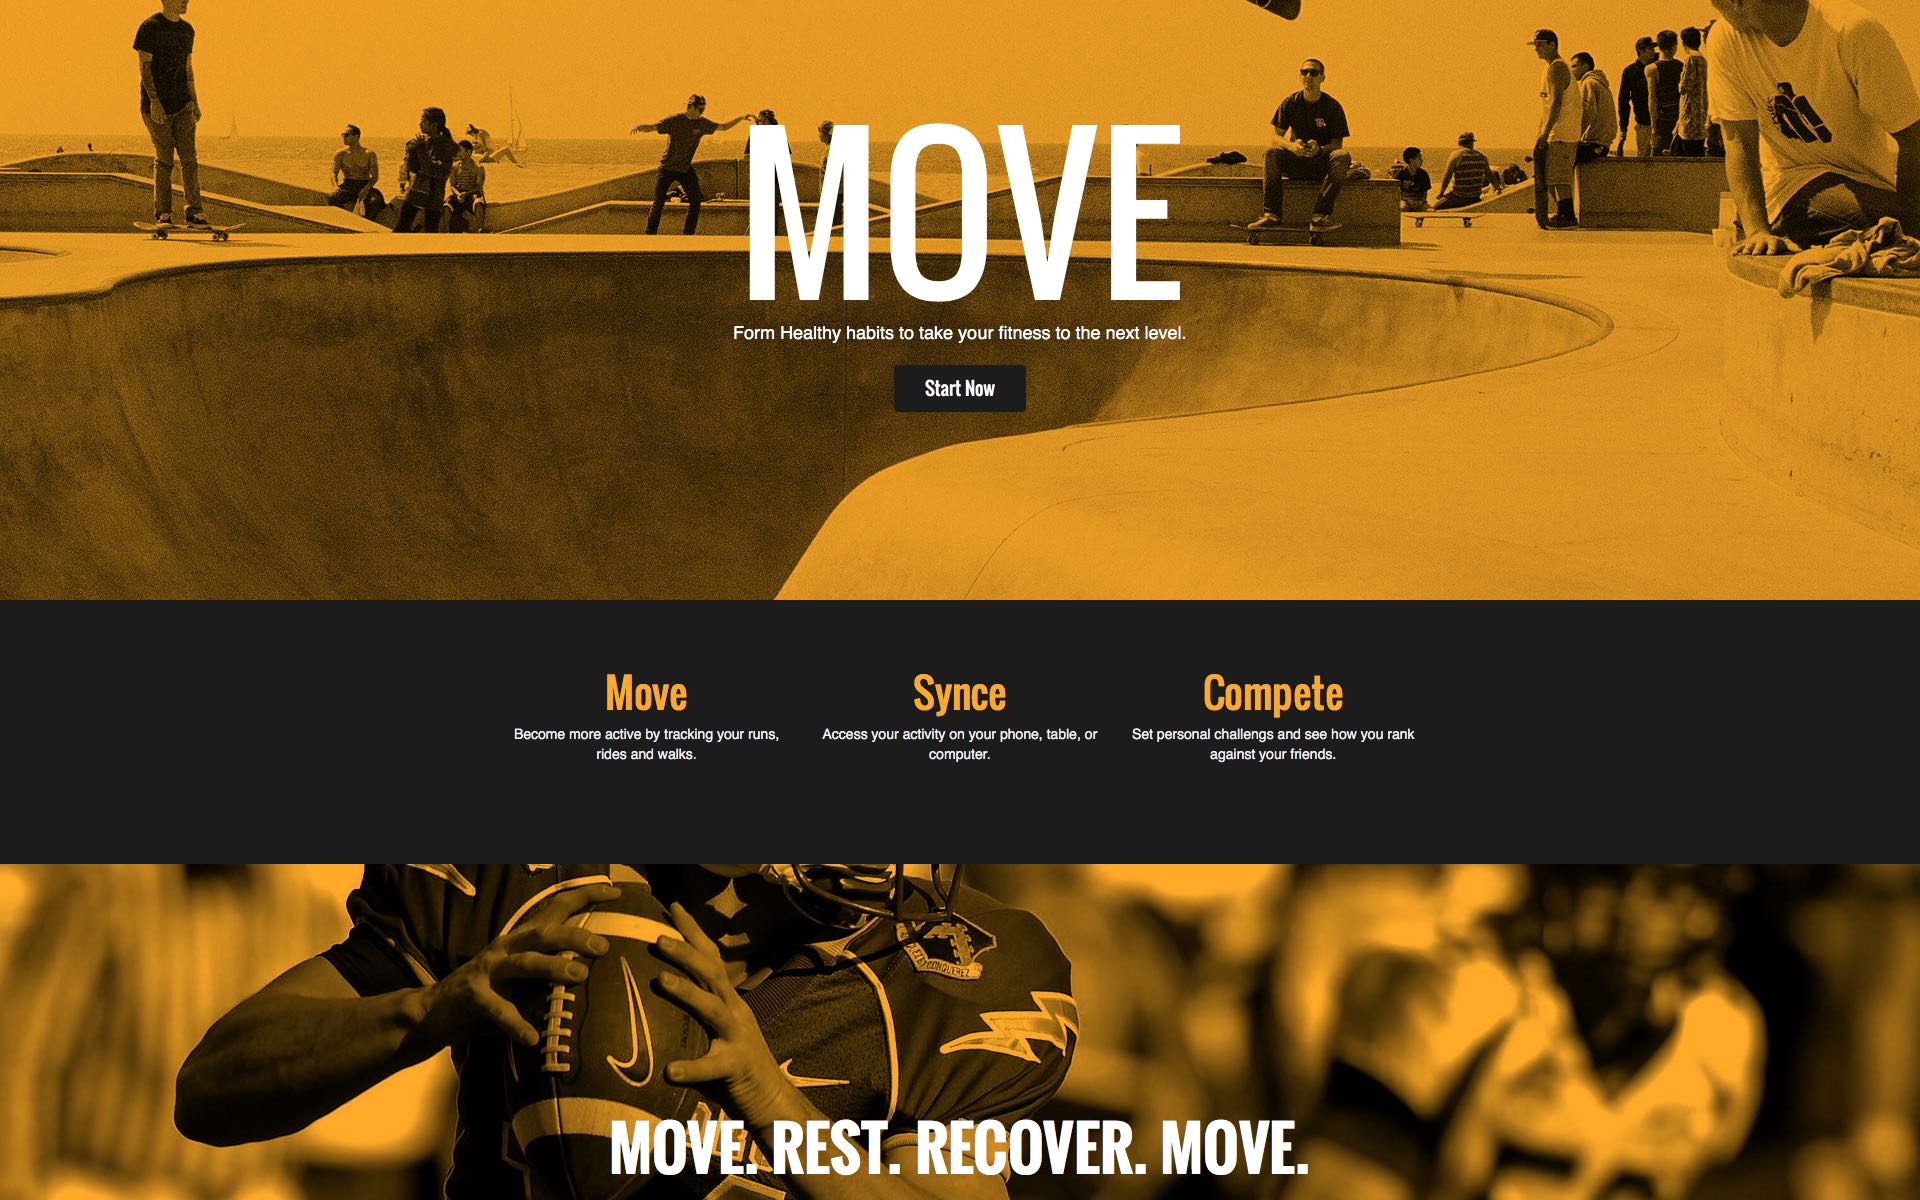 MOVE
Form Healthy habits to take your fitness to the next level.
Start Now
Move
Become more active by tracking your runs,
rides and walks.
Synce
Access your activity on your phone, table, or
computer.
Compete
Set personal challengs and see how you rank
against your friends.
MOVE. REST. RECOVER. MOVE.